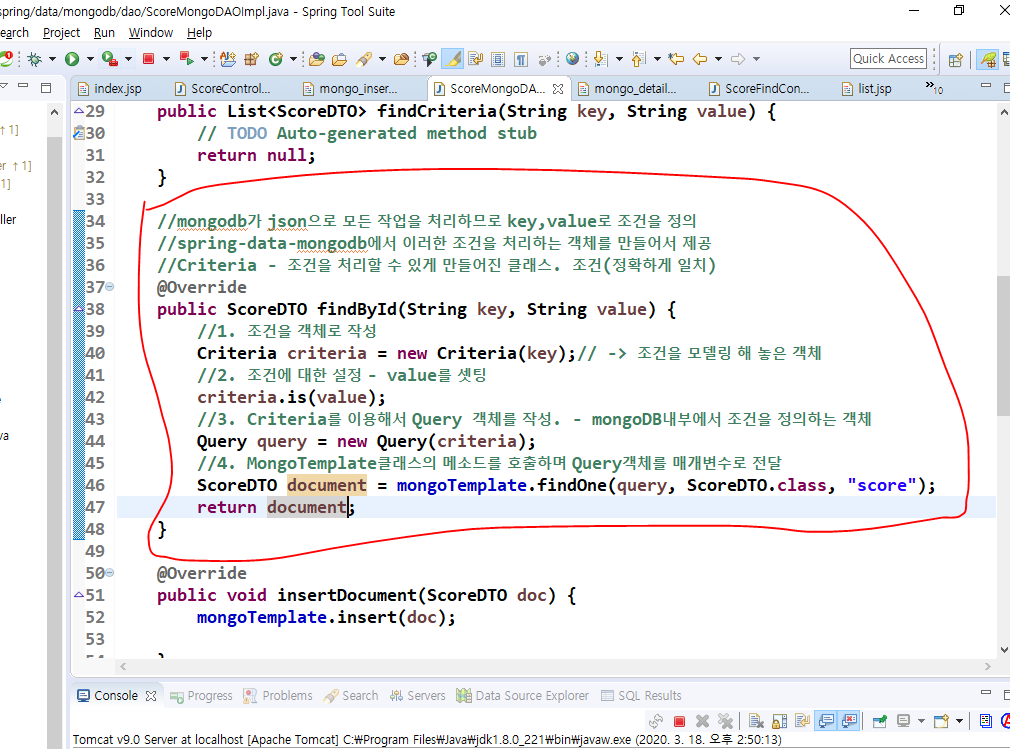 spring/data/mongodb/dao/ScoreMongoDAOImpl.java - Spring Tool Suite
earch Project Run Window Help
Quick Access
index.jsp ScoreControl... mongo_inser... ScoreMongoDA... mongo_detail... ScoreFindCon... list.jsp »10
↑ 1]
er ↑ 1]
1]
ller
va
29 public List<ScoreDTO> findCriteria(String key, String value) {
30 // TODO Auto-generated method stub
31 return null;
32 }
33
34 //mongodb가 json으로 모든 작업을 처리하므로 key,value로 조건을 정의
35 //spring-data-mongodb에서 이러한 조건을 처리하는 객체를 만들어서 제공
36 //Criteria - 조건을 처리할 수 있게 만들어진 클래스. 조건(정확하게 일치)
37 @Override
38 public ScoreDTO findById(String key, String value) {
39 //1. 조건을 객체로 작성
40 Criteria criteria = new Criteria(key);// -> 조건을 모델링 해 놓은 객체
41 //2. 조건에 대한 설정 - value를 셋팅
42 criteria.is(value);
43 //3. Criteria를 이용해서 Query 객체를 작성. - mongoDB내부에서 조건을 정의하는 객체
44 Query query = new Query(criteria);
45 //4. MongoTemplate클래스의 메소드를 호출하며 Query객체를 매개변수로 전달
46 ScoreDTO document = mongoTemplate.findOne(query, ScoreDTO.class, "score");
47 return document;
48 }
49
50 @Override
51 public void insertDocument(ScoreDTO doc) {
52 mongoTemplate.insert(doc);
53
Console Progress Problems Search Servers Data Source Explorer SQL Results
Tomcat v9.0 Server at localhost [Apache Tomcat] C:₩Program Files₩Java₩jdk1.8.0_221₩bin₩javaw.exe (2020. 3. 18. 오후 2:50:13)